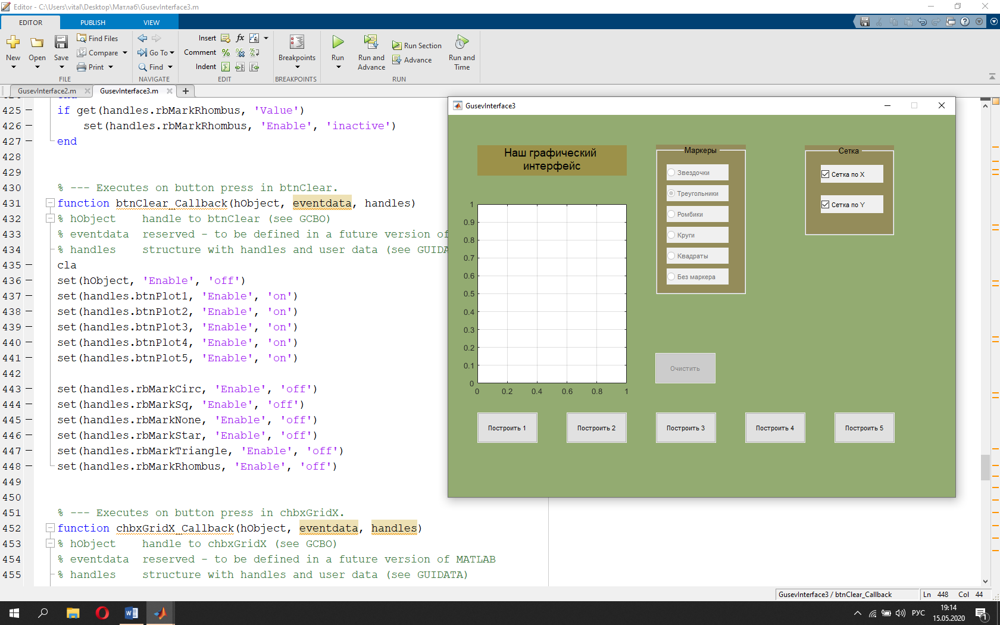 Editor - C:\Users\vital\Desktop\Матлаб\GusevInterface3.m
EDITOR PUBLISH VIEW
New Open Save Find Files Compare Print
FILE
Go To Find
NAVIGATE
Insert fx
Comment
Indent
EDIT
Breakpoints
BREAKPOINTS
Run Run and Advance Run Section Advance Run and Time
RUN
GusevInterface2.m GusevInterface3.m
425 if get(handles.rbMarkRhombus, 'Value')
426 set(handles.rbMarkRhombus, 'Enable', 'inactive')
427 end
428
429
430 % --- Executes on button press in btnClear.
431 function btnClear_Callback(hObject, eventdata, handles)
432 % hObject handle to btnClear (see GCBO)
433 % eventdata reserved - to be defined in a future version of
434 % handles structure with handles and user data (see GUIDA
435 cla
436 set(hObject, 'Enable', 'off')
437 set(handles.btnPlot1, 'Enable', 'on')
438 set(handles.btnPlot2, 'Enable', 'on')
439 set(handles.btnPlot3, 'Enable', 'on')
440 set(handles.btnPlot4, 'Enable', 'on')
441 set(handles.btnPlot5, 'Enable', 'on')
442
443 set(handles.rbMarkCirc, 'Enable', 'off')
444 set(handles.rbMarkSq, 'Enable', 'off')
445 set(handles.rbMarkNone, 'Enable', 'off')
446 set(handles.rbMarkStar, 'Enable', 'off')
447 set(handles.rbMarkTriangle, 'Enable', 'off')
448 set(handles.rbMarkRhombus, 'Enable', 'off')
449
450
451 % --- Executes on button press in chbxGridX.
452 function chbxGridX_Callback(hObject, eventdata, handles)
453 % hObject handle to chbxGridX (see GCBO)
454 % eventdata reserved - to be defined in a future version of MATLAB
455 % handles structure with handles and user data (see GUIDATA)
GusevInterface3
Наш графический
интерфейс
1
0.9
0.8
0.7
0.6
0.5
0.4
0.3
0.2
0.1
0
0 0.2 0.4 0.6 0.8 1
Маркеры
Звездочки
Треугольники
Ромбики
Круги
Квадраты
Без маркера
Сетка
Сетка по X
Сетка по Y
Очистить
Построить 1 Построить 2 Построить 3 Построить 4 Построить 5
GusevInterface3 / btnClear_Callback Ln 448 Col 44
РУС
19:14
15.05.2020
1